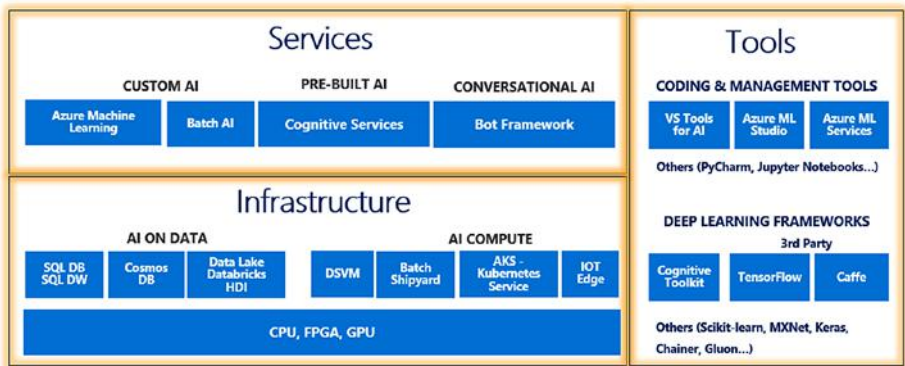 Services
CUSTOM AI
PRE-BUILT AI
CONVERSATIONAL AI
Azure Machine
Learning
Batch AI
Cognitive Services
Bot Framework
Infrastructure
AI ON DATA
AI COMPUTE
SQL DB
SQL DW
Cosmos
DB
Data Lake
Databricks
HDI
DSVM
Batch
Shipyard
AKS -
Kubernetes
Service
IOT
Edge
CPU, FPGA, GPU
Tools
CODING & MANAGEMENT TOOLS
VS Tools
for AI
Azure ML
Studio
Azure ML
Services
Others (PyCharm, Jupyter Notebooks...)
DEEP LEARNING FRAMEWORKS
3rd Party
Cognitive
Toolkit
TensorFlow
Caffe
Others (Scikit-learn, MXNet, Keras,
Chainer, Gluon...)